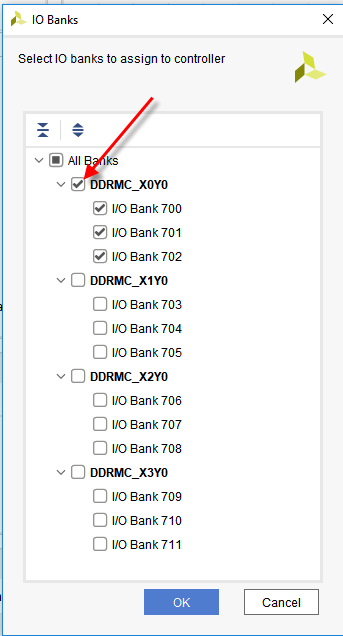 IO Banks
Select IO banks to assign to controller
All Banks
DDRMC_X0Y0
I/O Bank 700
I/O Bank 701
I/O Bank 702
DDRMC_X1Y0
I/O Bank 703
I/O Bank 704
I/O Bank 705
DDRMC_X2Y0
I/O Bank 706
I/O Bank 707
I/O Bank 708
DDRMC_X3Y0
I/O Bank 709
I/O Bank 710
I/O Bank 711
OK Cancel